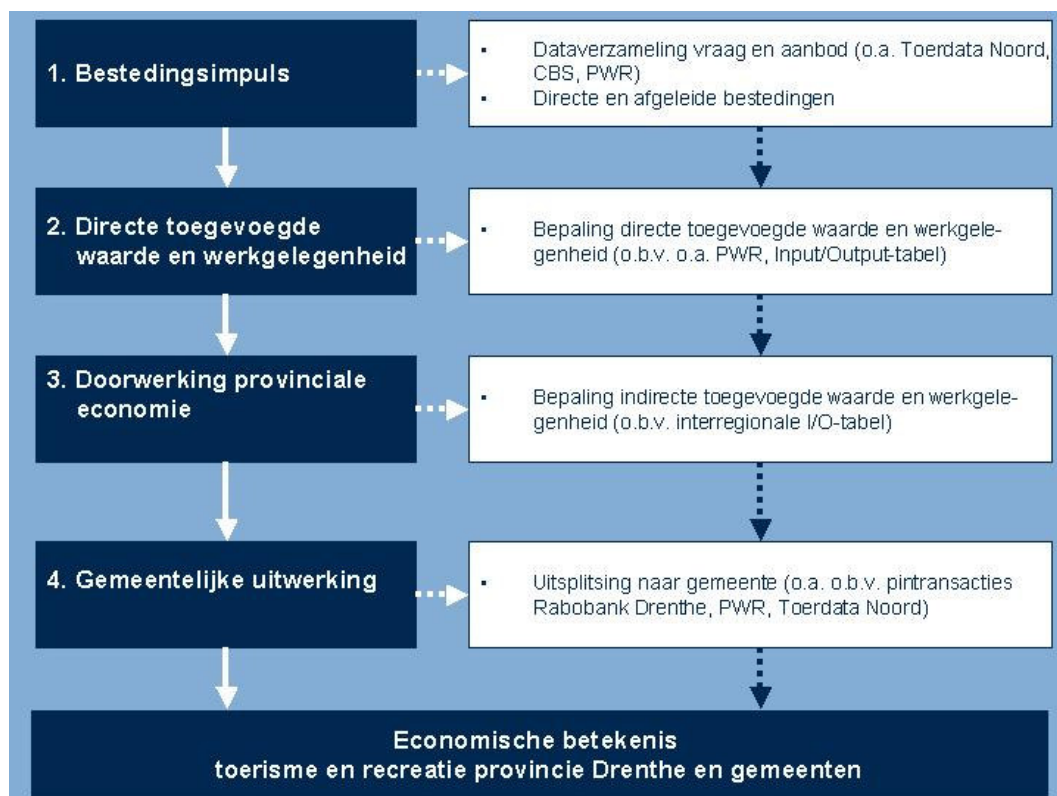 1. Bestedingsimpuls
▪ Dataverzameling vraag en aanbod (o.a. Toerdata Noord,
CBS, PWR)
▪ Directe en afgeleide bestedingen
2. Directe toegevoegde
waarde en werkgelegenheid
▪ Bepaling directe toegevoegde waarde en werkgele-
genheid (o.b.v. o.a. PWR, Input/Output-tabel)
3. Doorwerking provinciale
economie
▪ Bepaling indirecte toegevoegde waarde en werkgele-
genheid (o.b.v. interregionale I/O-tabel)
4. Gemeentelijke uitwerking
▪ Uitsplitsing naar gemeente (o.a. o.b.v. pintransacties
Rabobank Drenthe, PWR, Toerdata Noord)
Economische betekenis
toerisme en recreatie provincie Drenthe en gemeenten